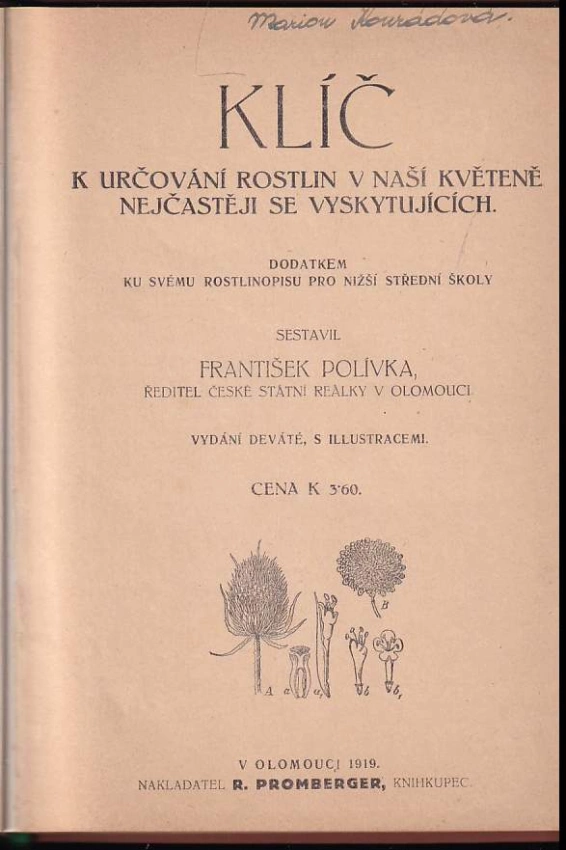 Marion Konrádová.
KLÍČ
K URČOVÁNÍ ROSTLIN V NAŠÍ KVĚTENĚ
NEJČASTĚJI SE VYSKYTUJÍCÍCH.
DODATKEM
KU SVÉMU ROSTLINOPISU PRO NIŽŠÍ STŘEDNÍ ŠKOLY
SESTAVIL
FRANTIŠEK POLÍVKA,
ŘEDITEL ČESKÉ STÁTNÍ REÁLKY V OLOMOUCI.
VYDÁNÍ DEVÁTÉ, S ILLUSTRACEMI.
CENA K 3·60.
B
A a a, b b,
V OLOMOUCI 1919.
NAKLADATEL R. PROMBERGER, KNIHKUPEC.